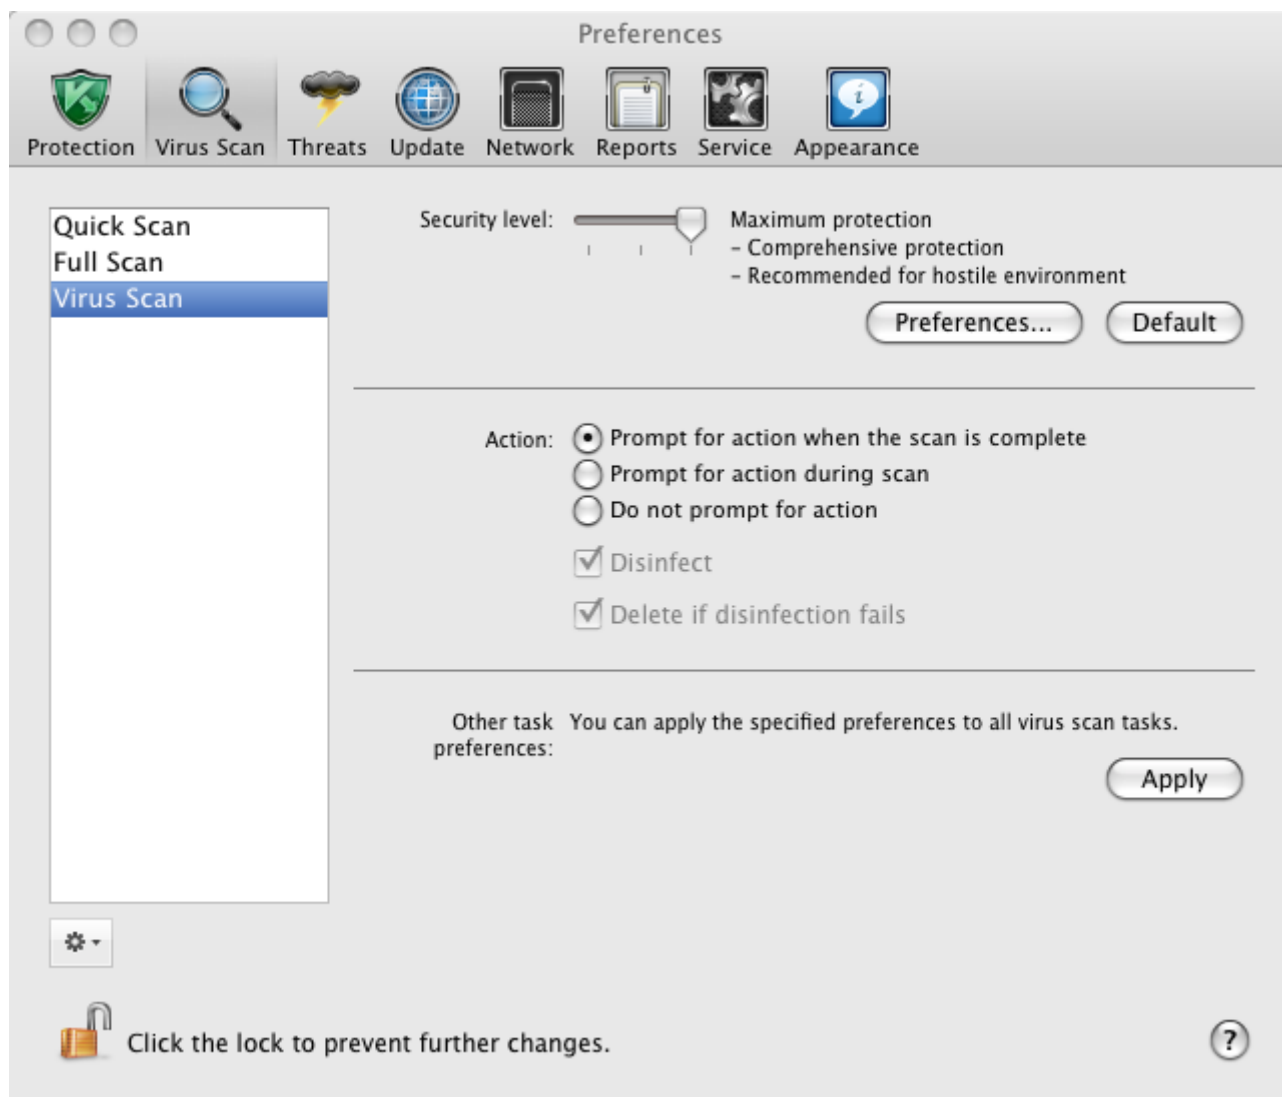 Preferences
Protection Virus Scan Threats Update Network Reports Service Appearance
Quick Scan
Full Scan
Virus Scan
Security level: Maximum protection
– Comprehensive protection
– Recommended for hostile environment
Preferences... Default
Action: Prompt for action when the scan is complete
Prompt for action during scan
Do not prompt for action
Disinfect
Delete if disinfection fails
Other task preferences: You can apply the specified preferences to all virus scan tasks.
Apply
Click the lock to prevent further changes.
?